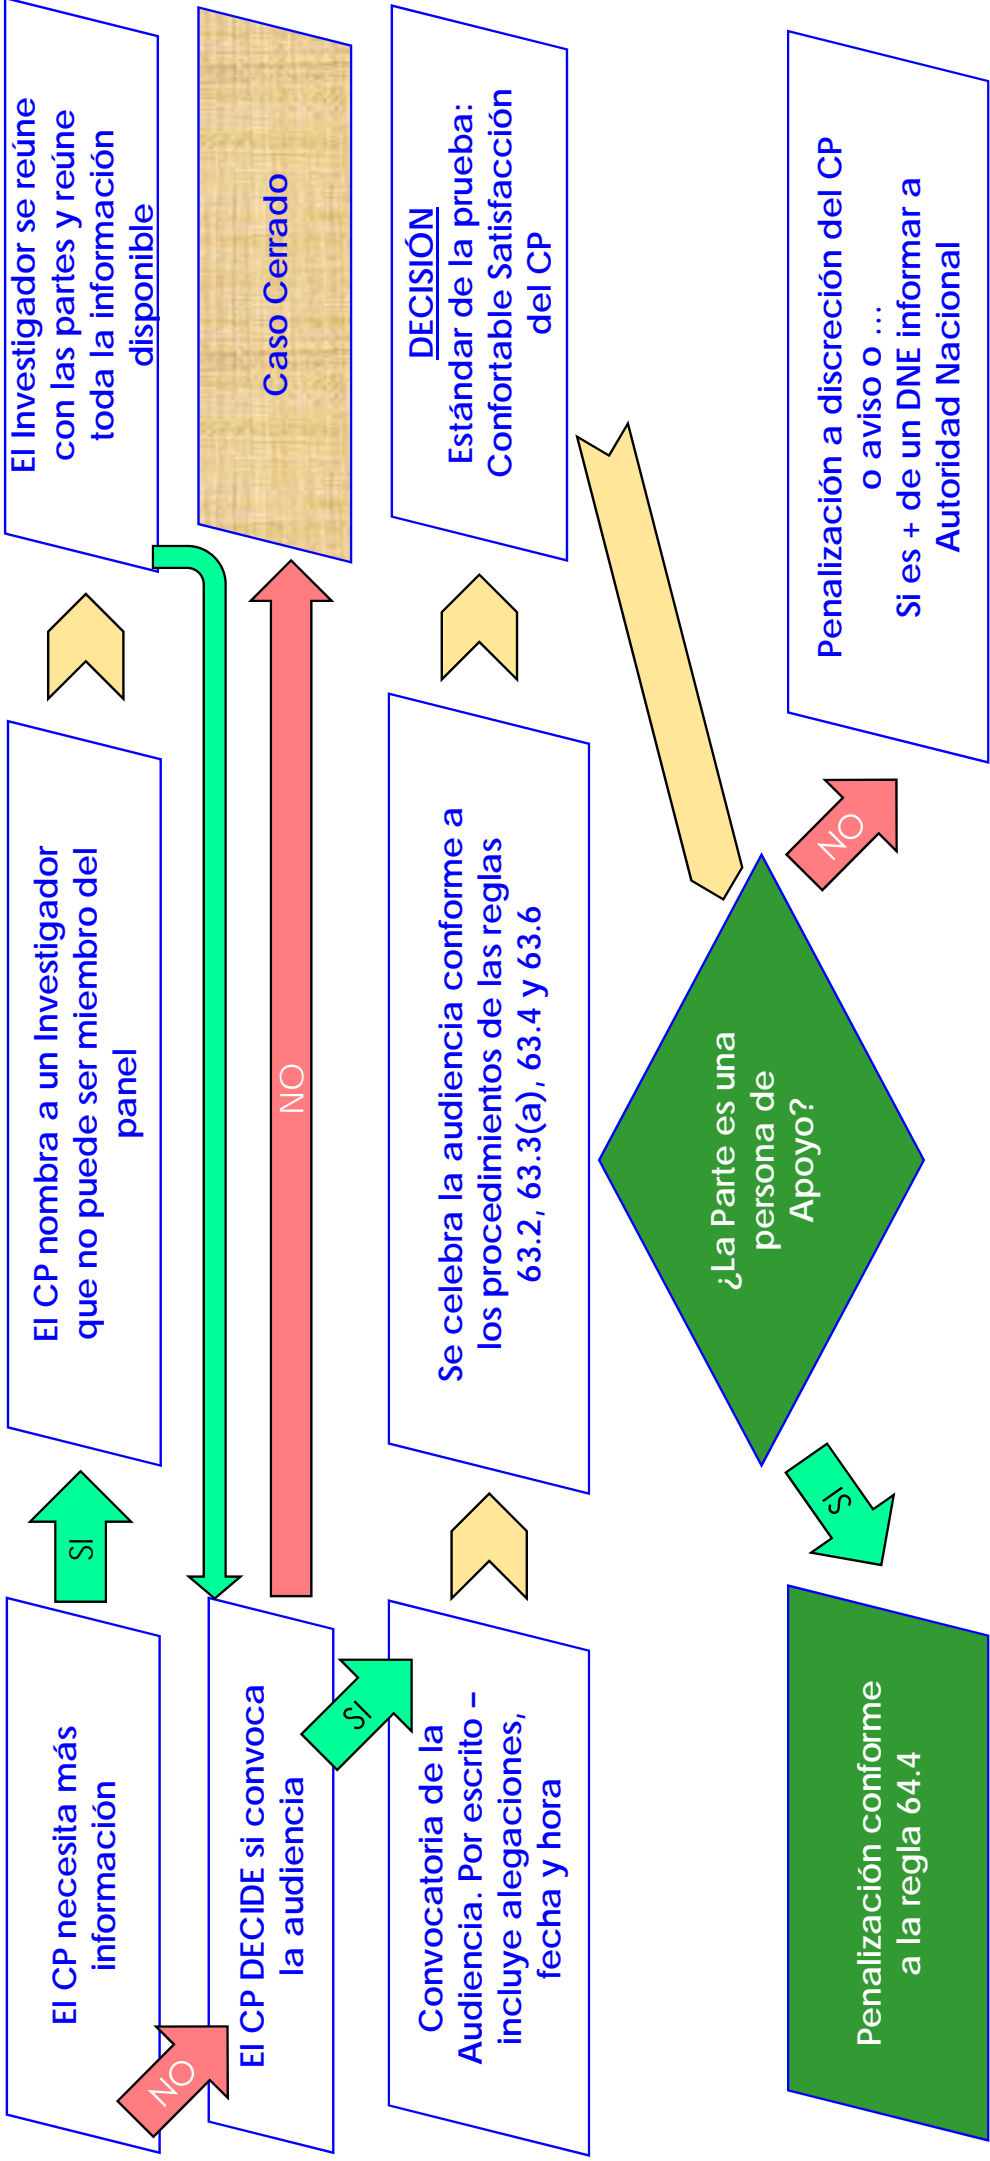 El CP necesita más
información
SI
El CP nombra a un Investigador
que no puede ser miembro del
panel
El Investigador se reúne
con las partes y reúne
toda la información
disponible
NO
El CP DECIDE si convoca
la audiencia
NO
Caso Cerrado
SI
Convocatoria de la
Audiencia. Por escrito –
incluye alegaciones,
fecha y hora
Se celebra la audiencia conforme a
los procedimientos de las reglas
63.2, 63.3(a), 63.4 y 63.6
DECISIÓN
Estándar de la prueba:
Confortable Satisfacción
del CP
¿La Parte es una
persona de
Apoyo?
SI
NO
Penalización conforme
a la regla 64.4
Penalización a discreción del CP
o aviso o ...
Si es + de un DNE informar a
Autoridad Nacional